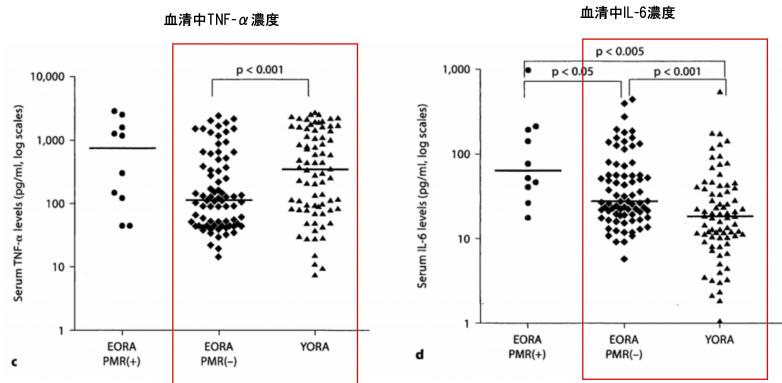 血清中TNF-α濃度
10,000
1,000
100
10
1
Serum TNF-α levels (pg/ml, log scales)
p < 0.001
EORA
PMR(+)
EORA
PMR(−)
YORA
c
血清中IL-6濃度
1,000
100
10
1
Serum IL-6 levels (pg/ml, log scales)
p < 0.005
p < 0.05
p < 0.001
EORA
PMR(+)
EORA
PMR(−)
YORA
d